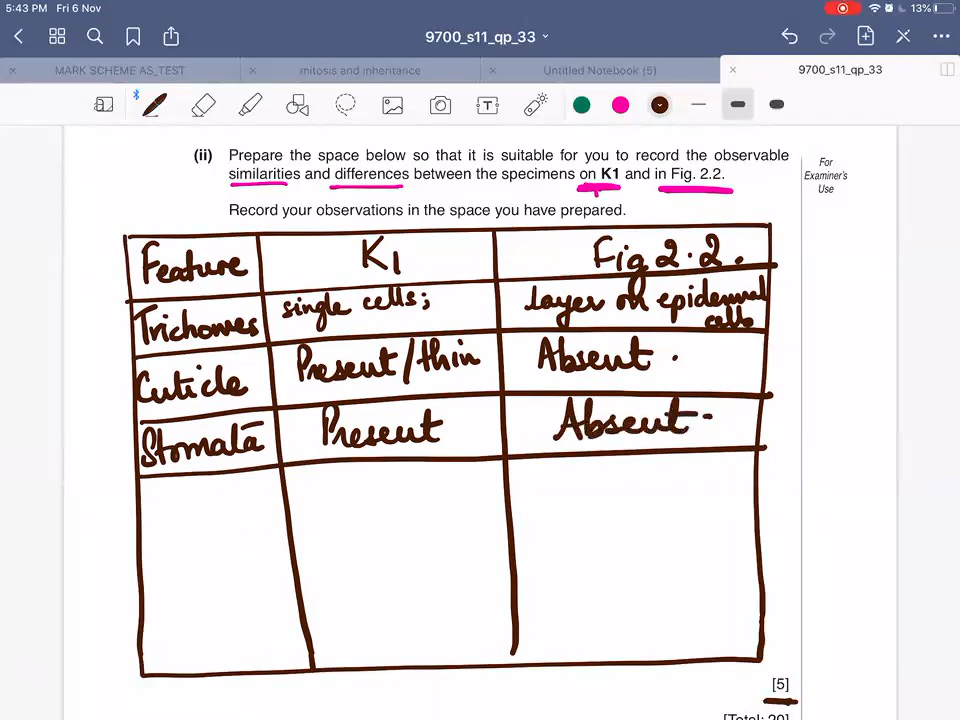 5:43 PM Fri 6 Nov
13%
9700_s11_qp_33
MARK SCHEME AS_TEST
mitosis and inheritance
Untitled Notebook (5)
9700_s11_qp_33
(ii) Prepare the space below so that it is suitable for you to record the observable
similarities and differences between the specimens on K1 and in Fig. 2.2.
Record your observations in the space you have prepared.
For
Examiner's
Use
Feature K1 Fig 2.2.
Trichomes single cells; layer on epidermal
cells
Cuticle Present/thin Absent.
Stomata Present Absent.
[5]
[Total: 20]